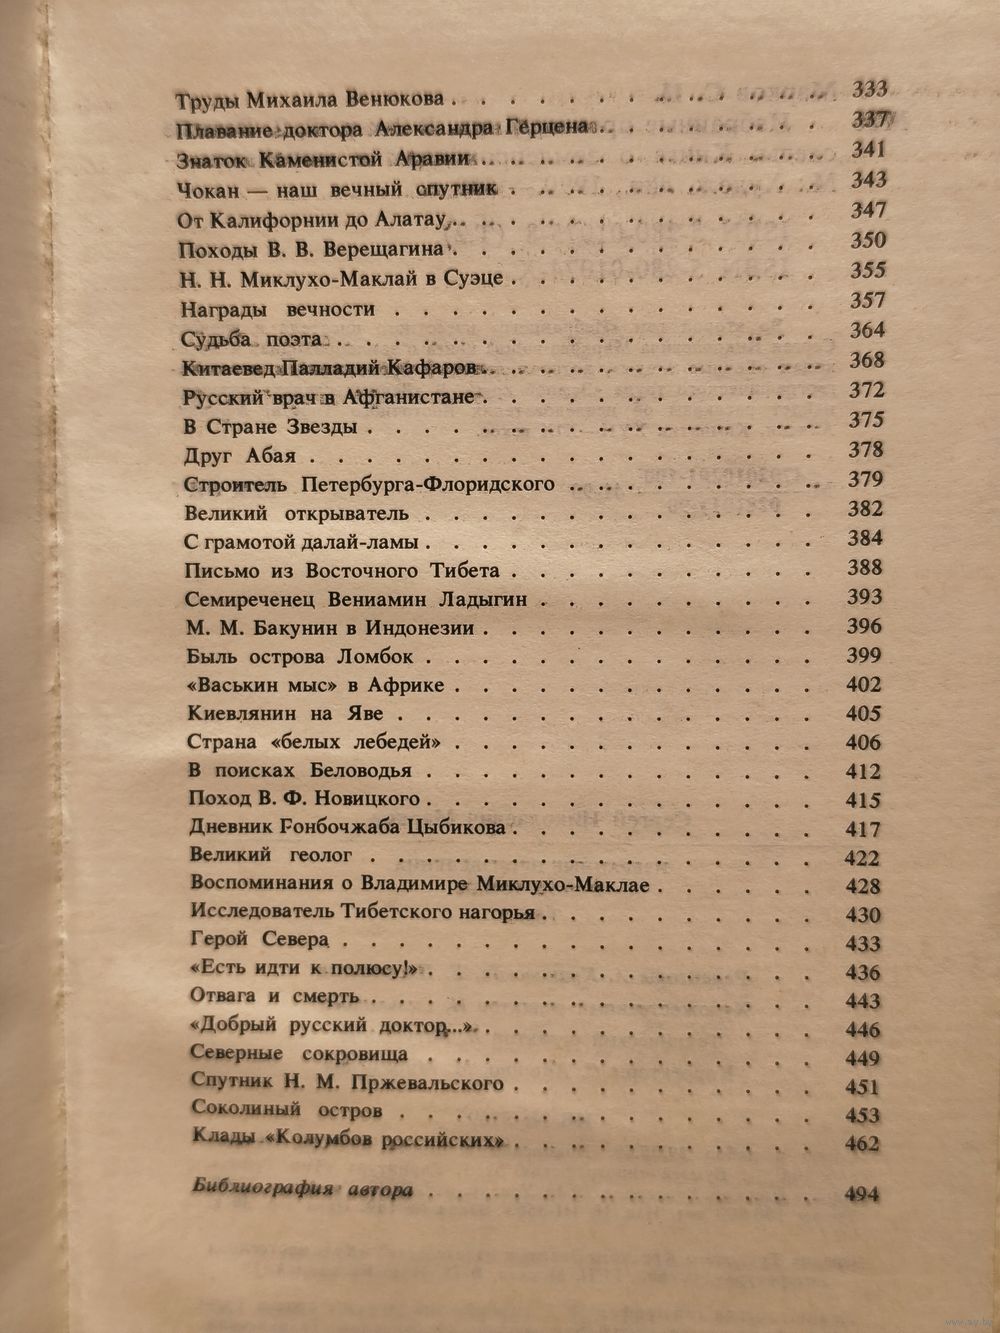 Труды Михаила Венюкова . . . . . . . . . . . . . 333
Плавание доктора Александра Герцена . . . . . . . . 337
Знаток Каменистой Аравии . . . . . . . . . . . . 341
Чокан — наш вечный спутник . . . . . . . . . . . 343
От Калифорнии до Алатау . . . . . . . . . . . . . 347
Походы В. В. Верещагина . . . . . . . . . . . . . 350
Н. Н. Миклухо-Маклай в Суэце . . . . . . . . . . . 355
Награды вечности . . . . . . . . . . . . . . . 357
Судьба поэта . . . . . . . . . . . . . . . . . 364
Китаевед Палладий Кафаров . . . . . . . . . . . . 368
Русский врач в Афганистане . . . . . . . . . . . . 372
В Стране Звезды . . . . . . . . . . . . . . . . 375
Друг Абая . . . . . . . . . . . . . . . . . . 378
Строитель Петербурга-Флоридского . . . . . . . . . 379
Великий открыватель . . . . . . . . . . . . . . 382
С грамотой далай-ламы . . . . . . . . . . . . . . 384
Письмо из Восточного Тибета . . . . . . . . . . . 388
Семиреченец Вениамин Ладыгин . . . . . . . . . . 393
М. М. Бакунин в Индонезии . . . . . . . . . . . . 396
Быль острова Ломбок . . . . . . . . . . . . . . 399
«Васькин мыс» в Африке . . . . . . . . . . . . . 402
Киевлянин на Яве . . . . . . . . . . . . . . . 405
Страна «белых лебедей» . . . . . . . . . . . . . 406
В поисках Беловодья . . . . . . . . . . . . . . 412
Поход В. Ф. Новицкого . . . . . . . . . . . . . . 415
Дневник Гонбочжаба Цыбикова . . . . . . . . . . . 417
Великий геолог . . . . . . . . . . . . . . . . 422
Воспоминания о Владимире Миклухо-Маклае . . . . . . 428
Исследователь Тибетского нагорья . . . . . . . . . . 430
Герой Севера . . . . . . . . . . . . . . . . . 433
«Есть идти к полюсу!» . . . . . . . . . . . . . . 436
Отвага и смерть . . . . . . . . . . . . . . . . 443
«Добрый русский доктор...» . . . . . . . . . . . . 446
Северные сокровища . . . . . . . . . . . . . . 449
Спутник Н. М. Пржевальского . . . . . . . . . . . 451
Соколиный остров . . . . . . . . . . . . . . . 453
Клады «Колумбов российских» . . . . . . . . . . . 462
Библиография автора . . . . . . . . . . . . . . 494